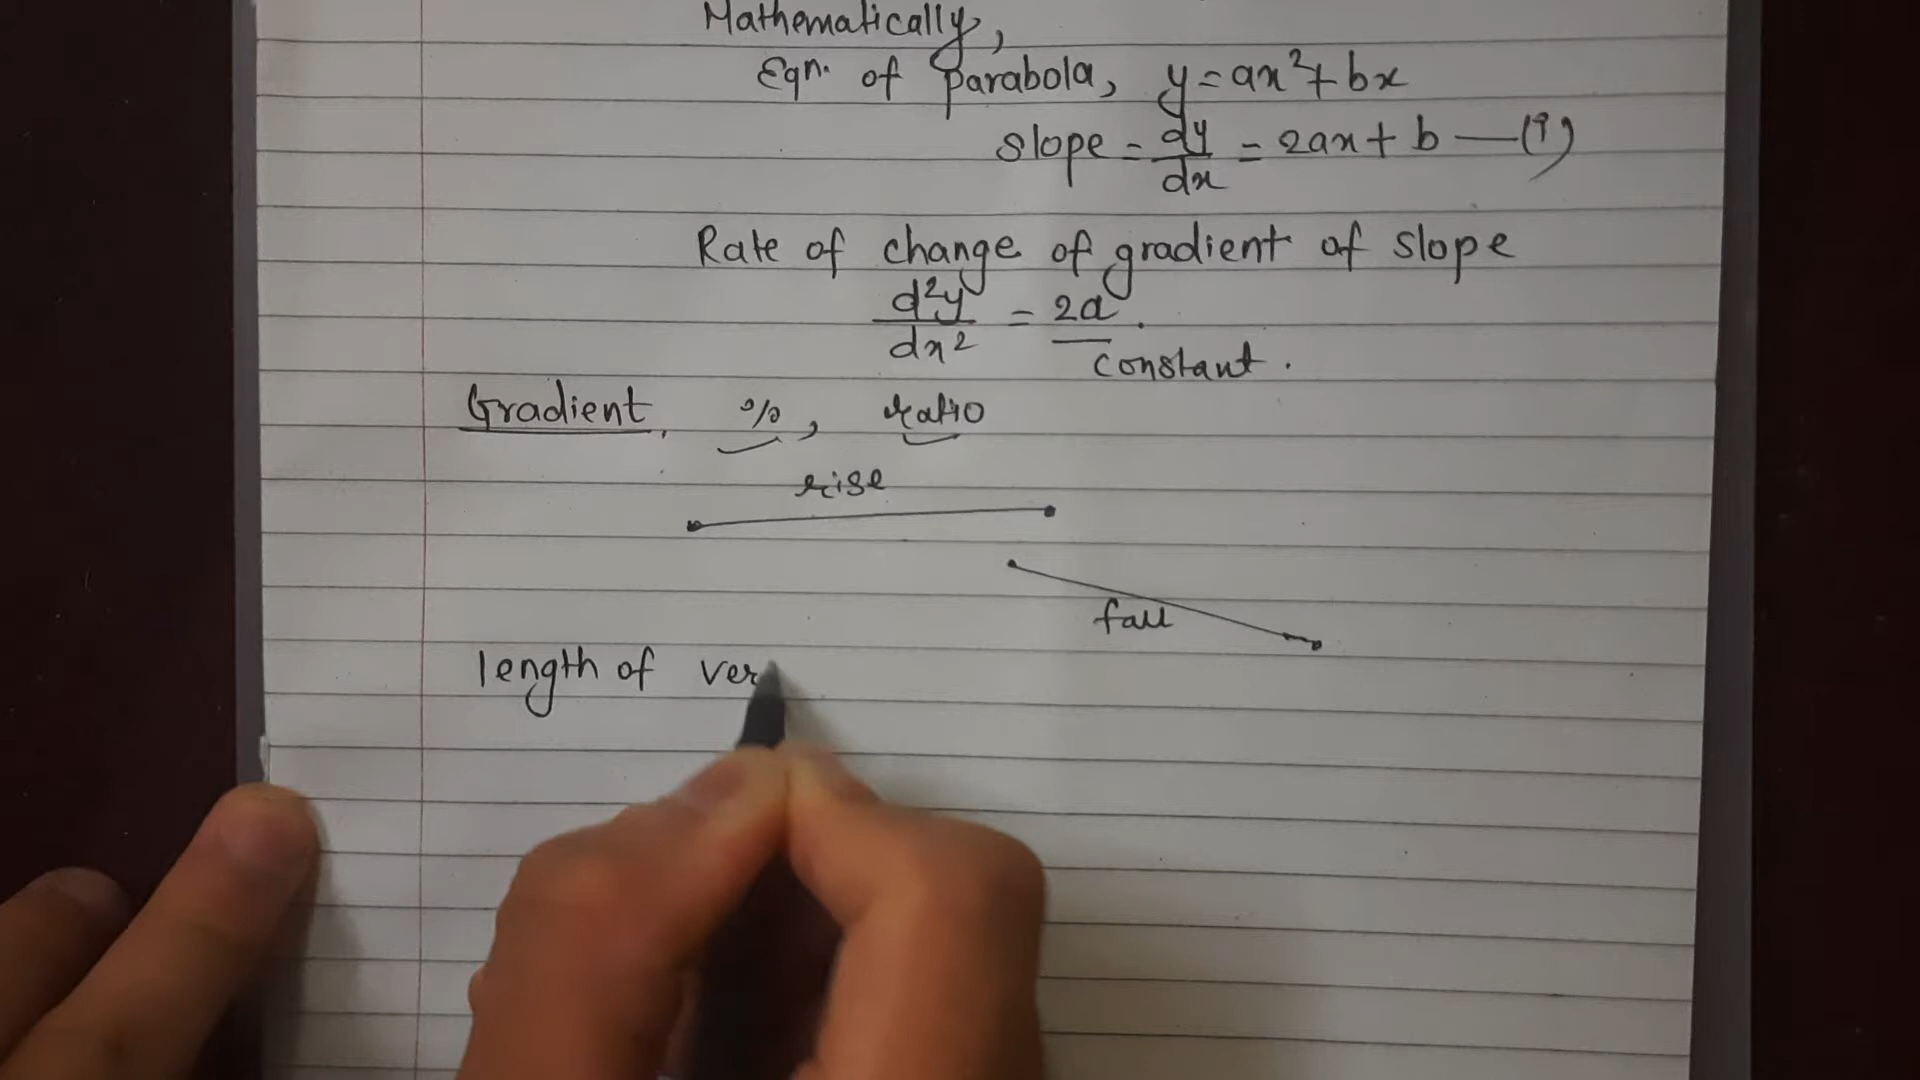 Mathematically,
Eqn. of parabola, y = ax² + bx
slope = dy/dx = 2ax + b — (i)
Rate of change of gradient of slope
d²y/dx² = 2a.
constant.
Gradient, %, ratio
rise
fall
length of ver